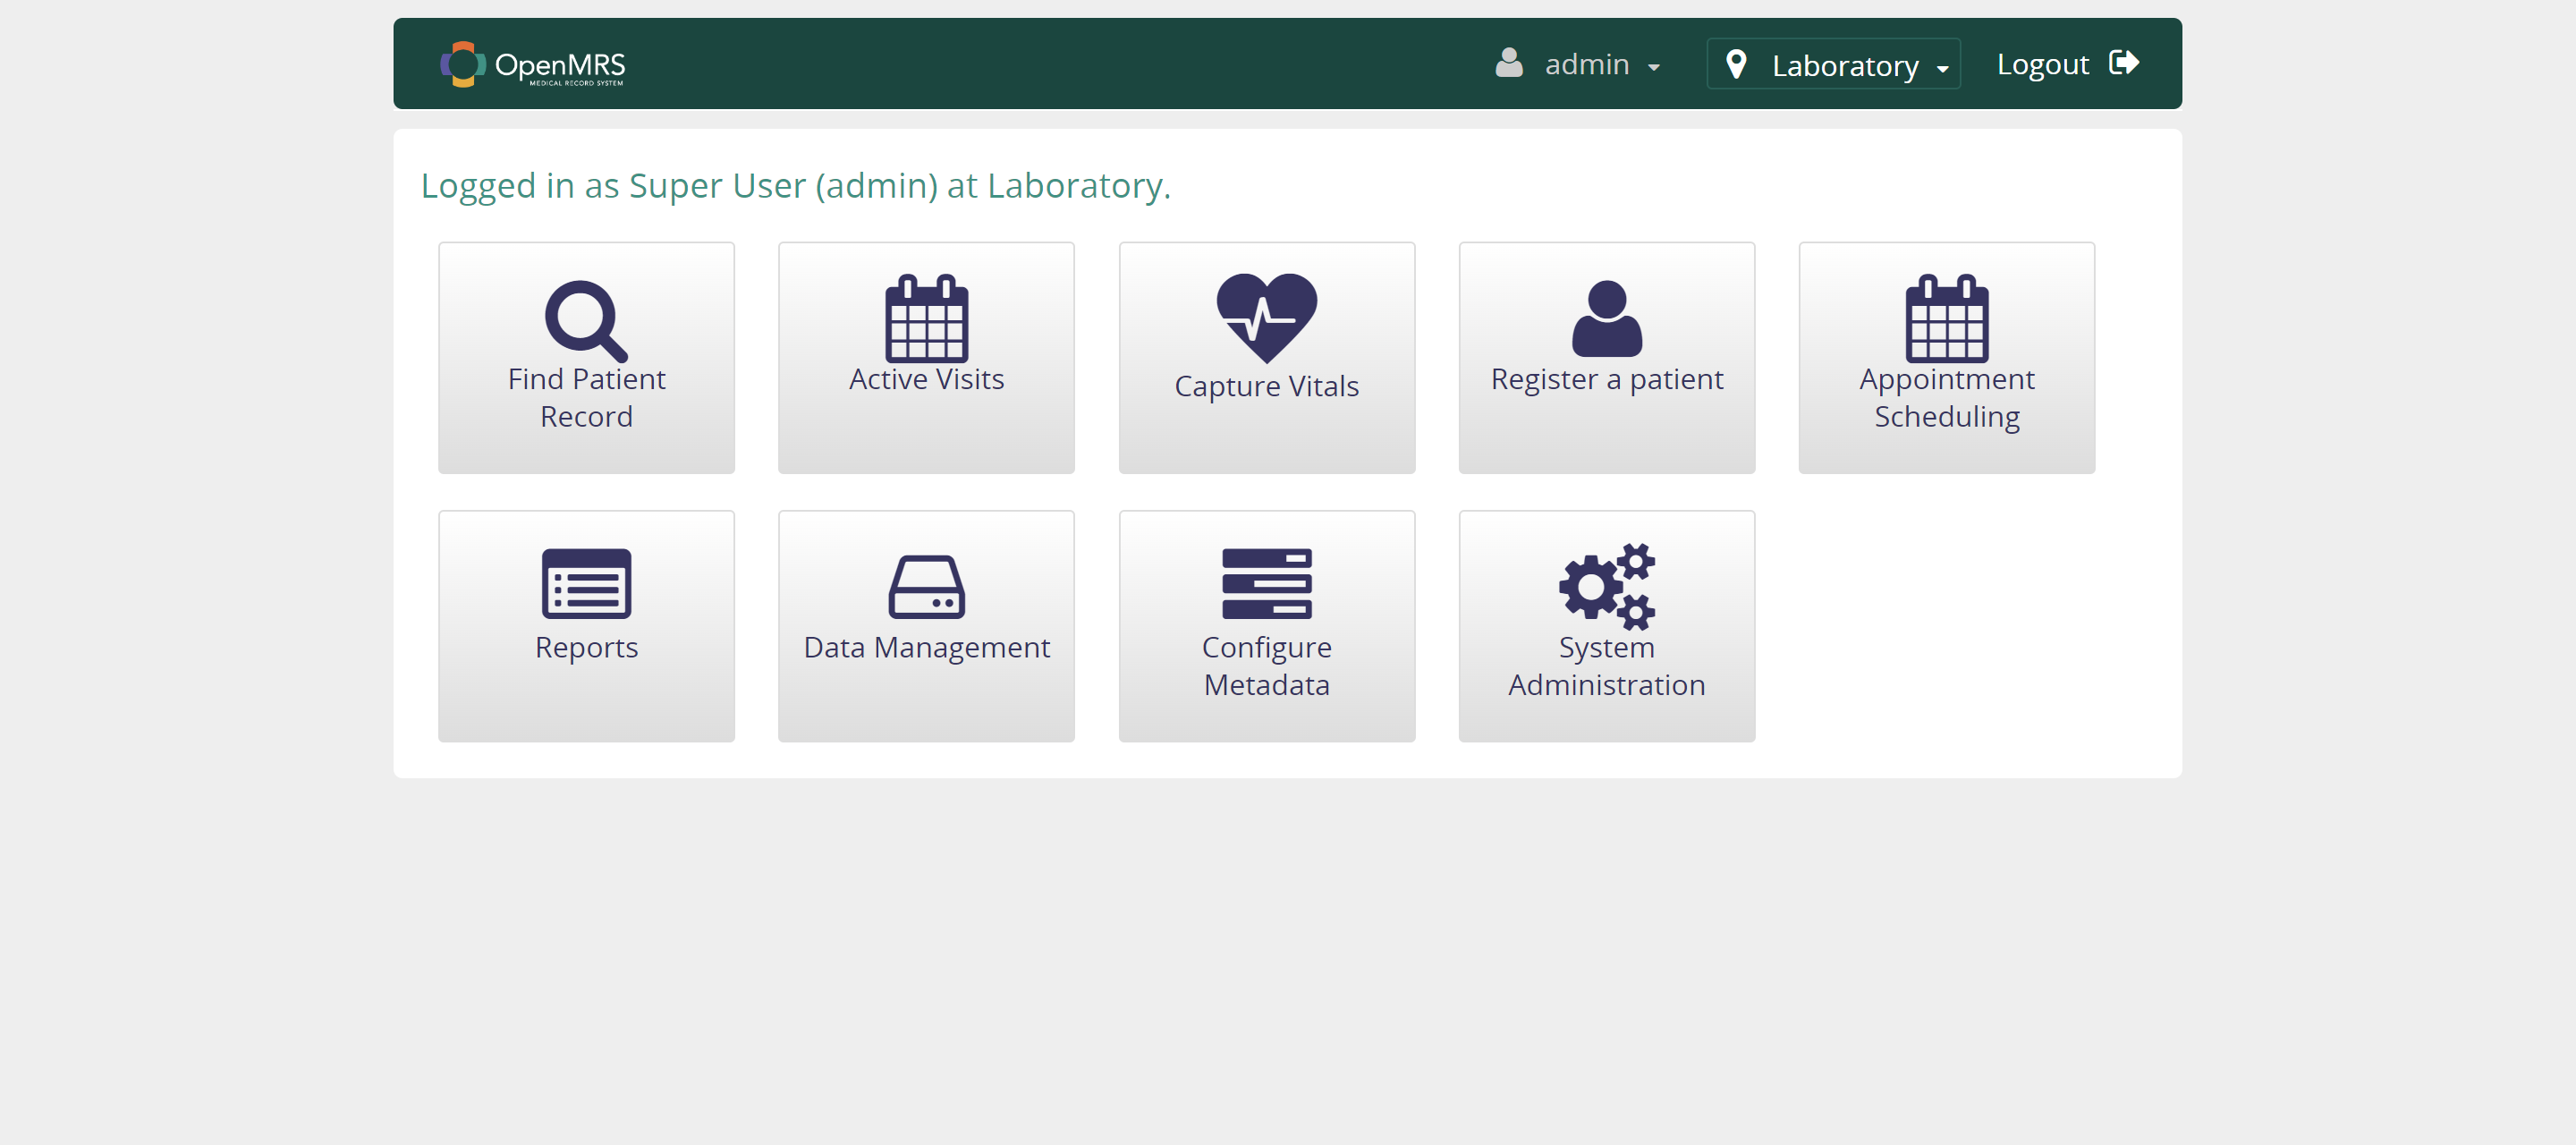 OpenMRS
MEDICAL RECORD SYSTEM
admin
Laboratory
Logout
Logged in as Super User (admin) at Laboratory.
Find Patient
Record
Active Visits
Capture Vitals
Register a patient
Appointment
Scheduling
Reports
Data Management
Configure
Metadata
System
Administration